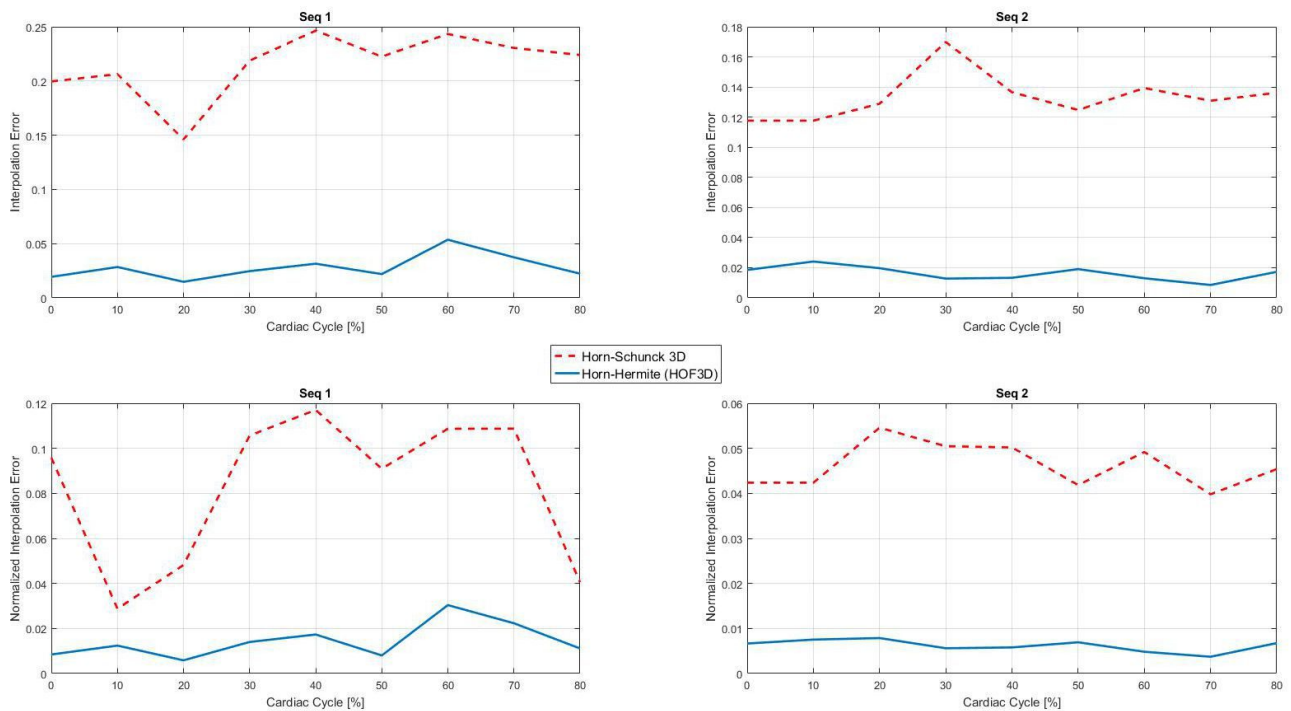 Seq 1
0.25
0.2
0.15
0.1
0.05
0
Interpolation Error
0 10 20 30 40 50 60 70 80
Cardiac Cycle [%]
Seq 2
0.18
0.16
0.14
0.12
0.1
0.08
0.06
0.04
0.02
0
Interpolation Error
0 10 20 30 40 50 60 70 80
Cardiac Cycle [%]
Horn-Schunck 3D
Horn-Hermite (HOF3D)
Seq 1
0.12
0.1
0.08
0.06
0.04
0.02
0
Normalized Interpolation Error
0 10 20 30 40 50 60 70 80
Cardiac Cycle [%]
Seq 2
0.06
0.05
0.04
0.03
0.02
0.01
0
Normalized Interpolation Error
0 10 20 30 40 50 60 70 80
Cardiac Cycle [%]